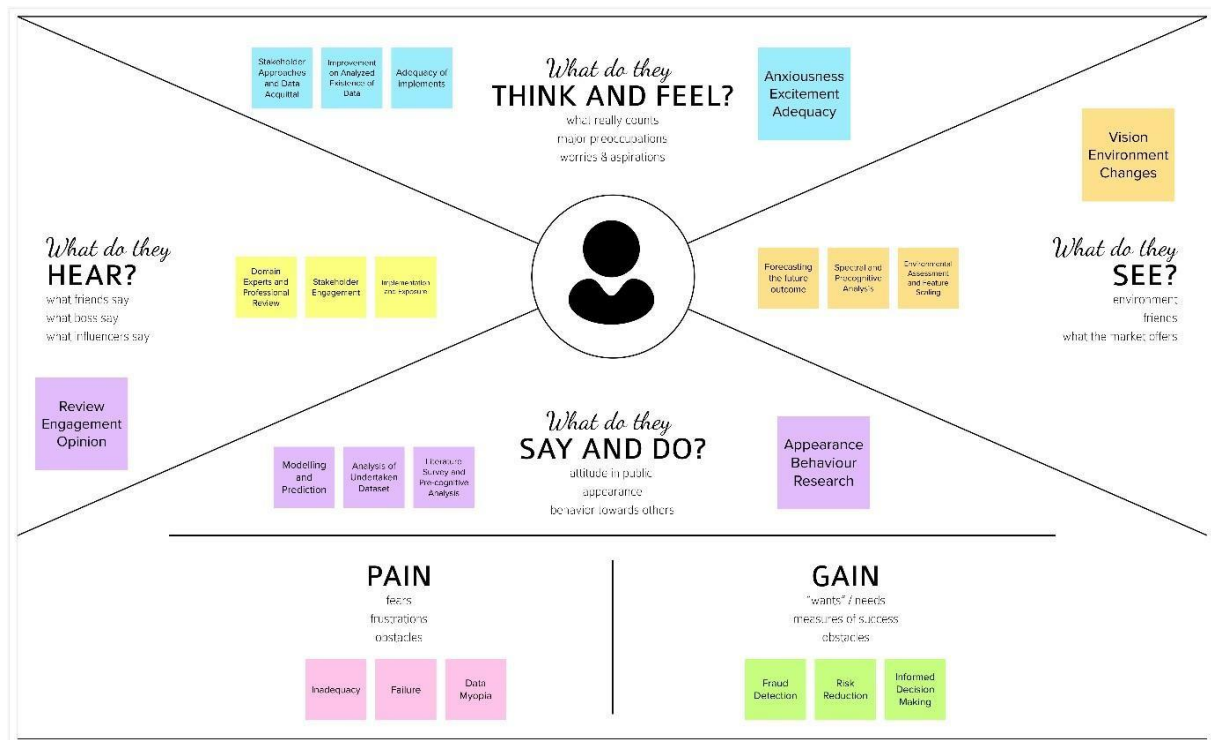 Stakeholder
Approaches
and Data
Acquittal
Improvement
on Analyzed
Existence of
Data
Adequacy of
Implements
What do they
THINK AND FEEL?
what really counts
major preoccupations
worries & aspirations
Anxiousness
Excitement
Adequacy
Vision
Environment
Changes
What do they
HEAR?
what friends say
what boss say
what influencers say
Domain
Experts and
Professional
Review
Stakeholder
Engagement
Implementation
and Exposure
Forecasting
the future
outcome
Spectral and
Precognitive
Analysis
Environmental
Assessment
and Feature
Scaling
What do they
SEE?
environment
friends
what the market offers
Review
Engagement
Opinion
Modelling
and
Prediction
Analysis of
Undertaken
Dataset
Literature
Survey and
Pre-cognitive
Analysis
What do they
SAY AND DO?
attitude in public
appearance
behavior towards others
Appearance
Behaviour
Research
PAIN
fears
frustrations
obstacles
Inadequacy
Failure
Data
Myopia
GAIN
"wants" / needs
measures of success
obstacles
Fraud
Detection
Risk
Reduction
Informed
Decision
Making